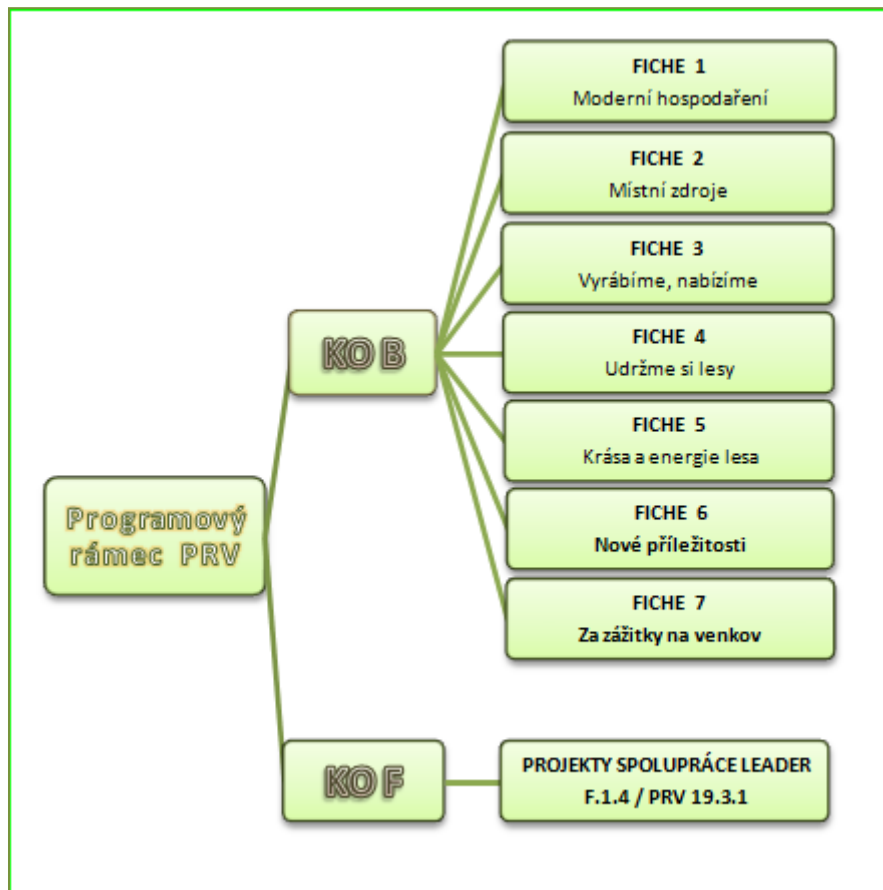 FICHE 1
Moderní hospodaření
FICHE 2
Místní zdroje
FICHE 3
Vyrábíme, nabízíme
KO B
FICHE 4
Udržme si lesy
FICHE 5
Krása a energie lesa
Programový
rámec PRV
FICHE 6
Nové příležitosti
FICHE 7
Za zážitky na venkov
KO F
PROJEKTY SPOLUPRÁCE LEADER
F.1.4 / PRV 19.3.1